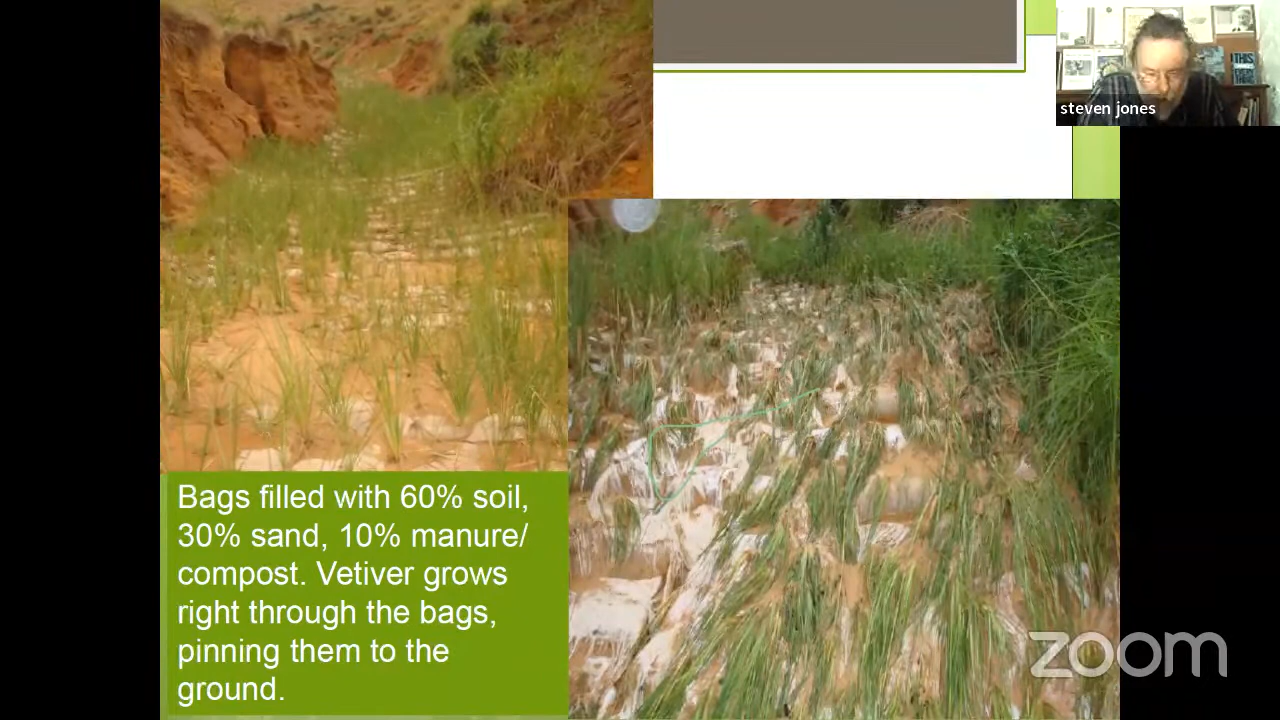 steven jones
Bags filled with 60% soil,
30% sand, 10% manure/
compost. Vetiver grows
right through the bags,
pinning them to the
ground.
THIS
zoom